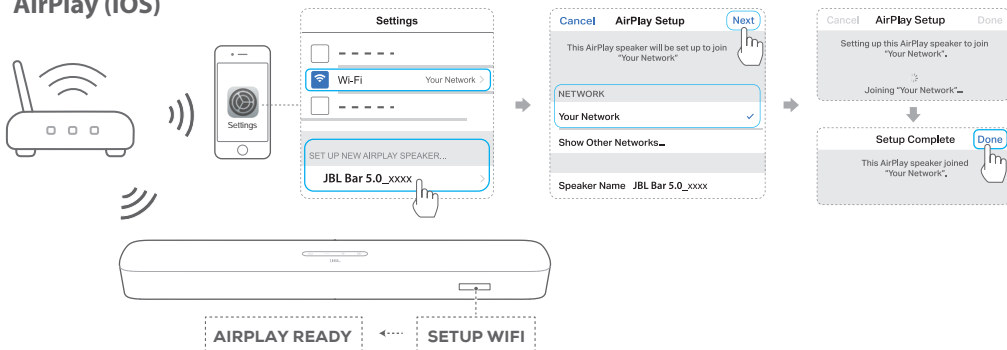 AirPlay (iOS)
Settings
Settings
Wi-Fi Your Network
SET UP NEW AIRPLAY SPEAKER...
JBL Bar 5.0_xxxx
Cancel AirPlay Setup Next
This AirPlay speaker will be set up to join
"Your Network"
NETWORK
Your Network
Show Other Networks...
Speaker Name JBL Bar 5.0_xxxx
Cancel AirPlay Setup Done
Setting up this AirPlay speaker to join
"Your Network".
Joining "Your Network"...
Setup Complete Done
This AirPlay speaker joined
"Your Network".
JBL
AIRPLAY READY SETUP WIFI